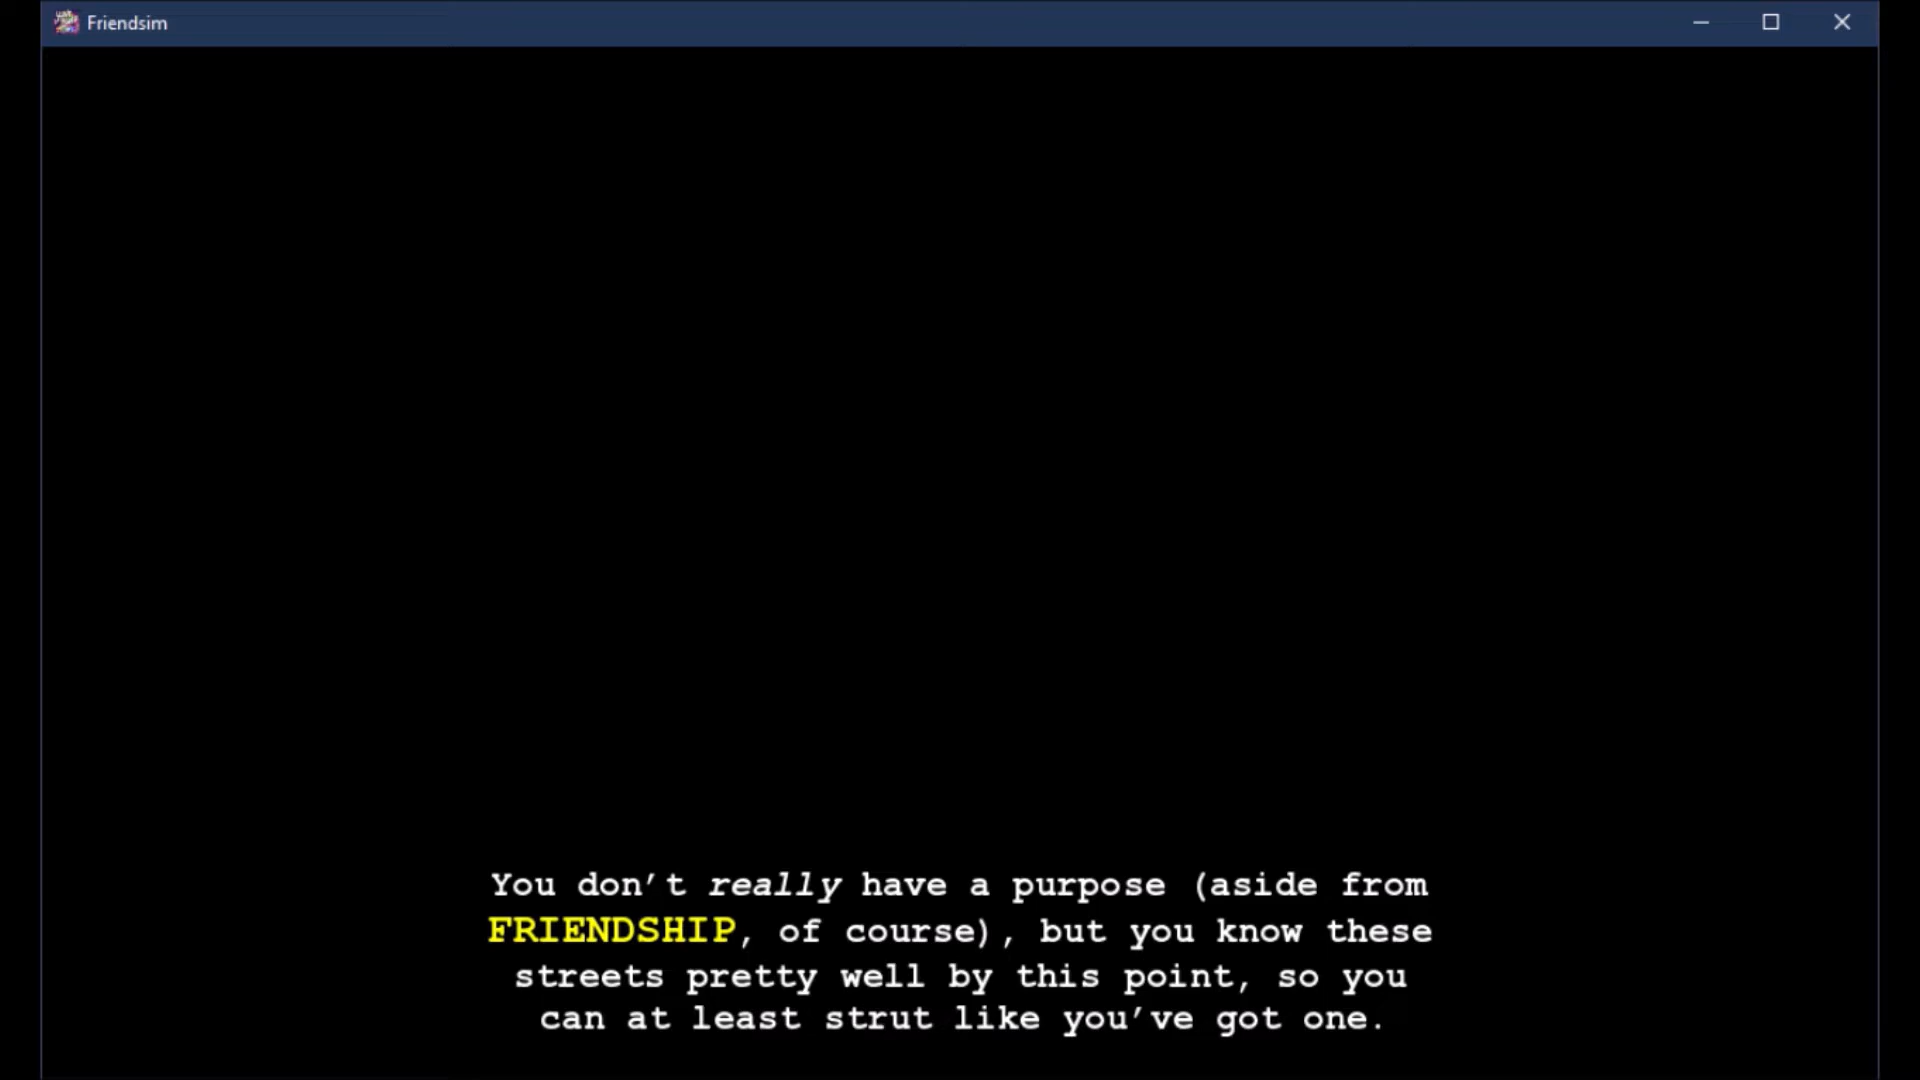 Friendsim
You don’t really have a purpose (aside from
FRIENDSHIP, of course), but you know these
streets pretty well by this point, so you
can at least strut like you’ve got one.